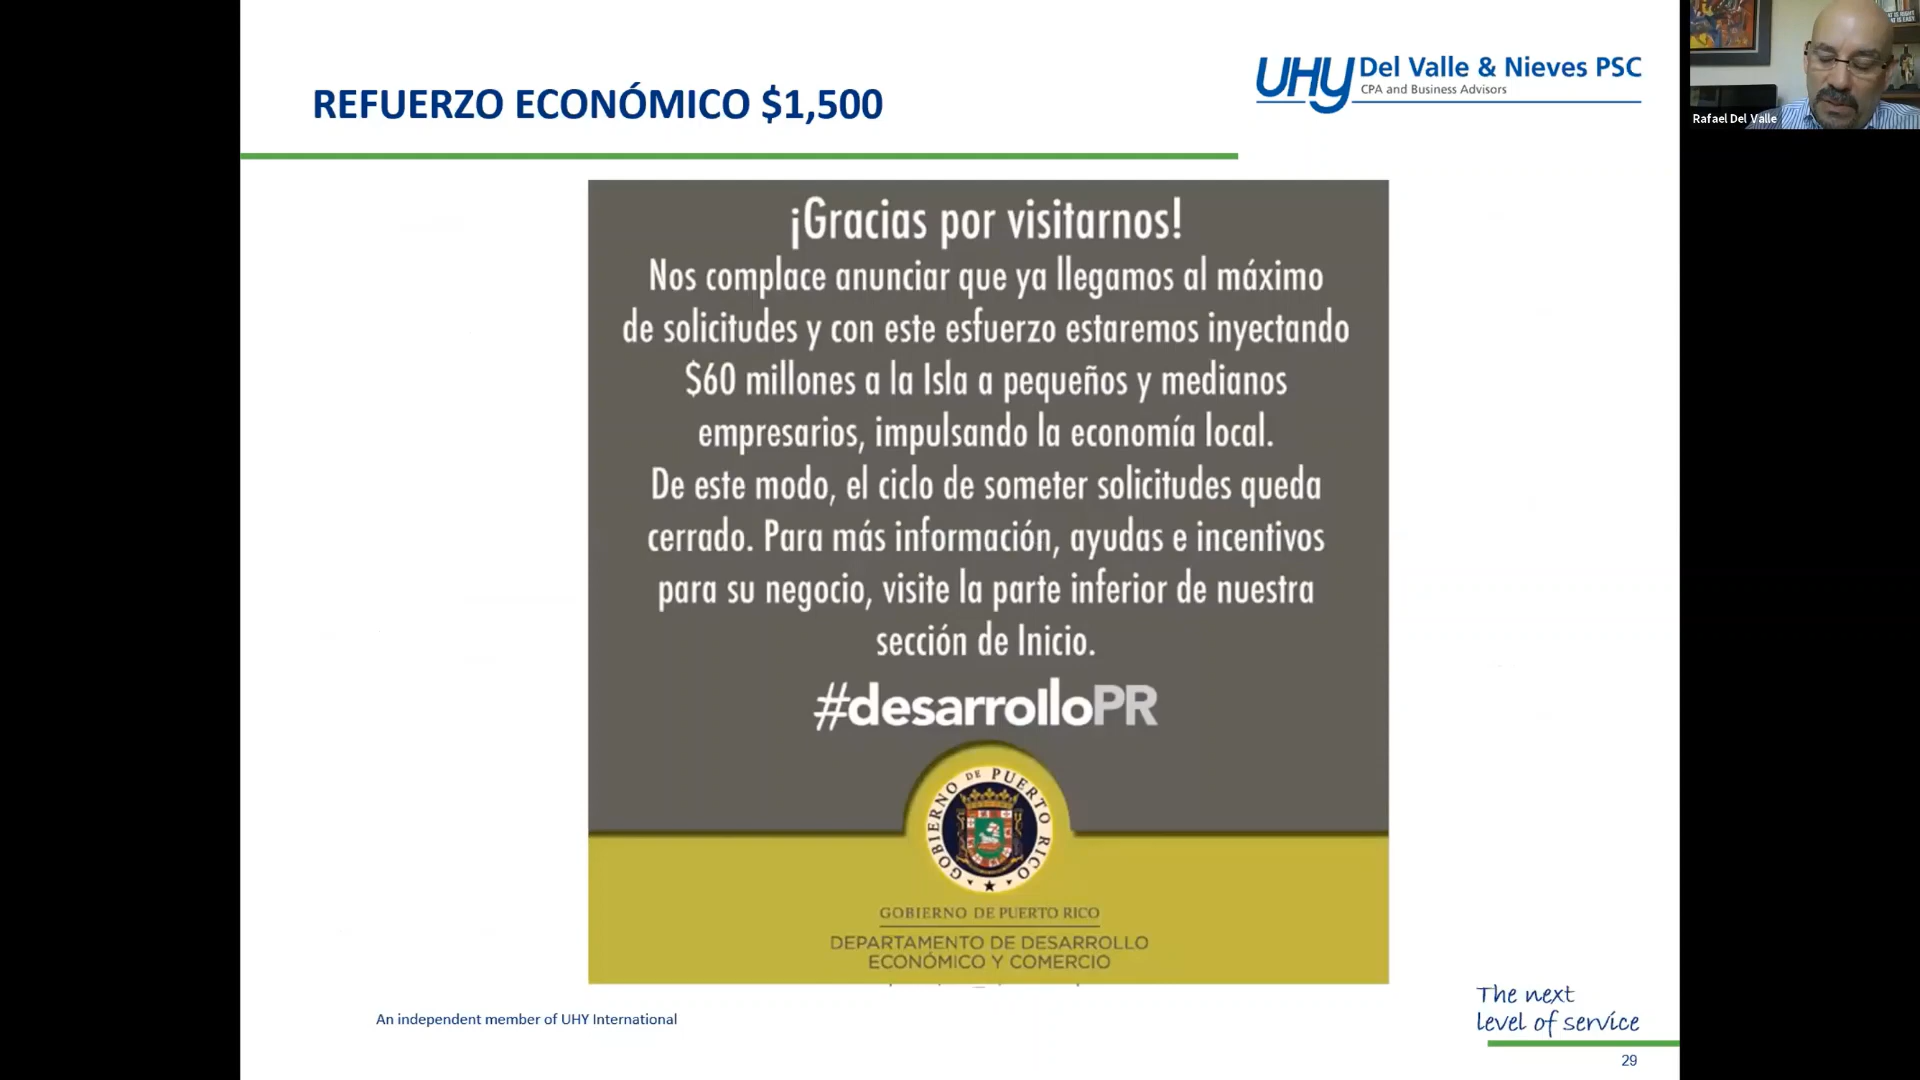 REFUERZO ECONÓMICO $1,500
UHY Del Valle & Nieves PSC
CPA and Business Advisors
Rafael Del Valle
¡Gracias por visitarnos!
Nos complace anunciar que ya llegamos al máximo
de solicitudes y con este esfuerzo estaremos inyectando
$60 millones a la Isla a pequeños y medianos
empresarios, impulsando la economía local.
De este modo, el ciclo de someter solicitudes queda
cerrado. Para más información, ayudas e incentivos
para su negocio, visite la parte inferior de nuestra
sección de Inicio.
#desarrolloPR
GOBIERNO DE PUERTO RICO
GOBIERNO DE PUERTO RICO
DEPARTAMENTO DE DESARROLLO
ECONÓMICO Y COMERCIO
An independent member of UHY International
The next
level of service
29